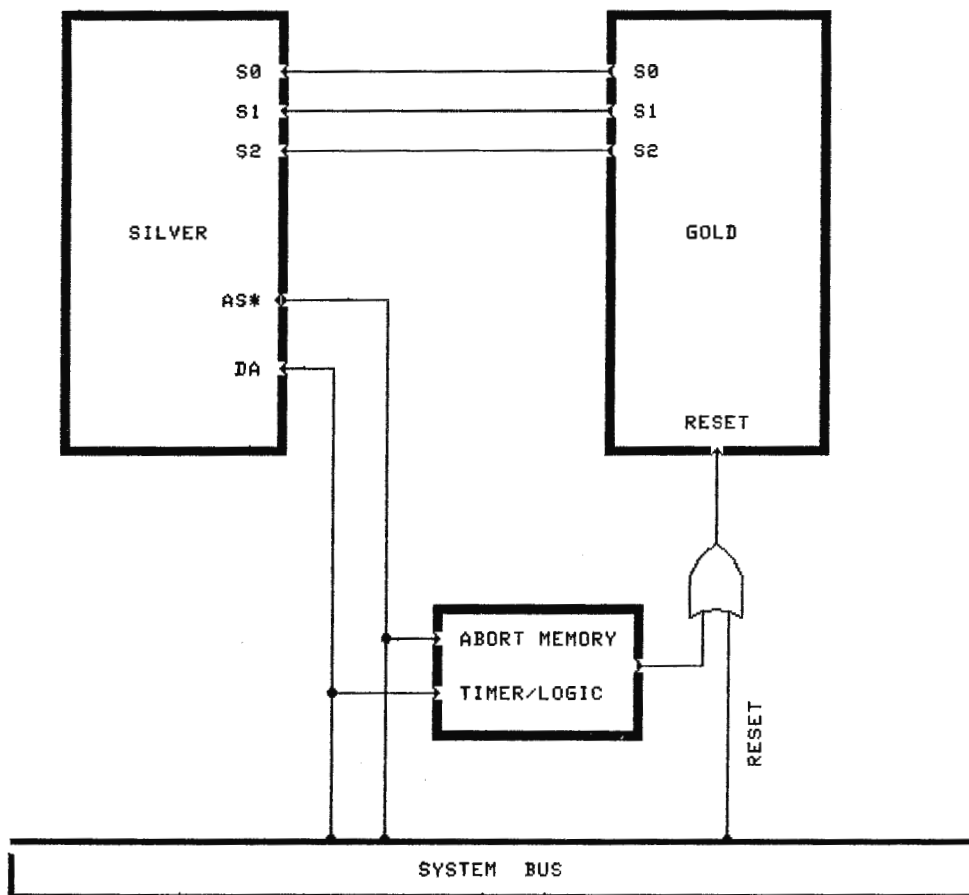 S0
S1
S2
SILVER
AS*
DA
S0
S1
S2
GOLD
RESET
ABORT MEMORY
TIMER/LOGIC
RESET
SYSTEM BUS